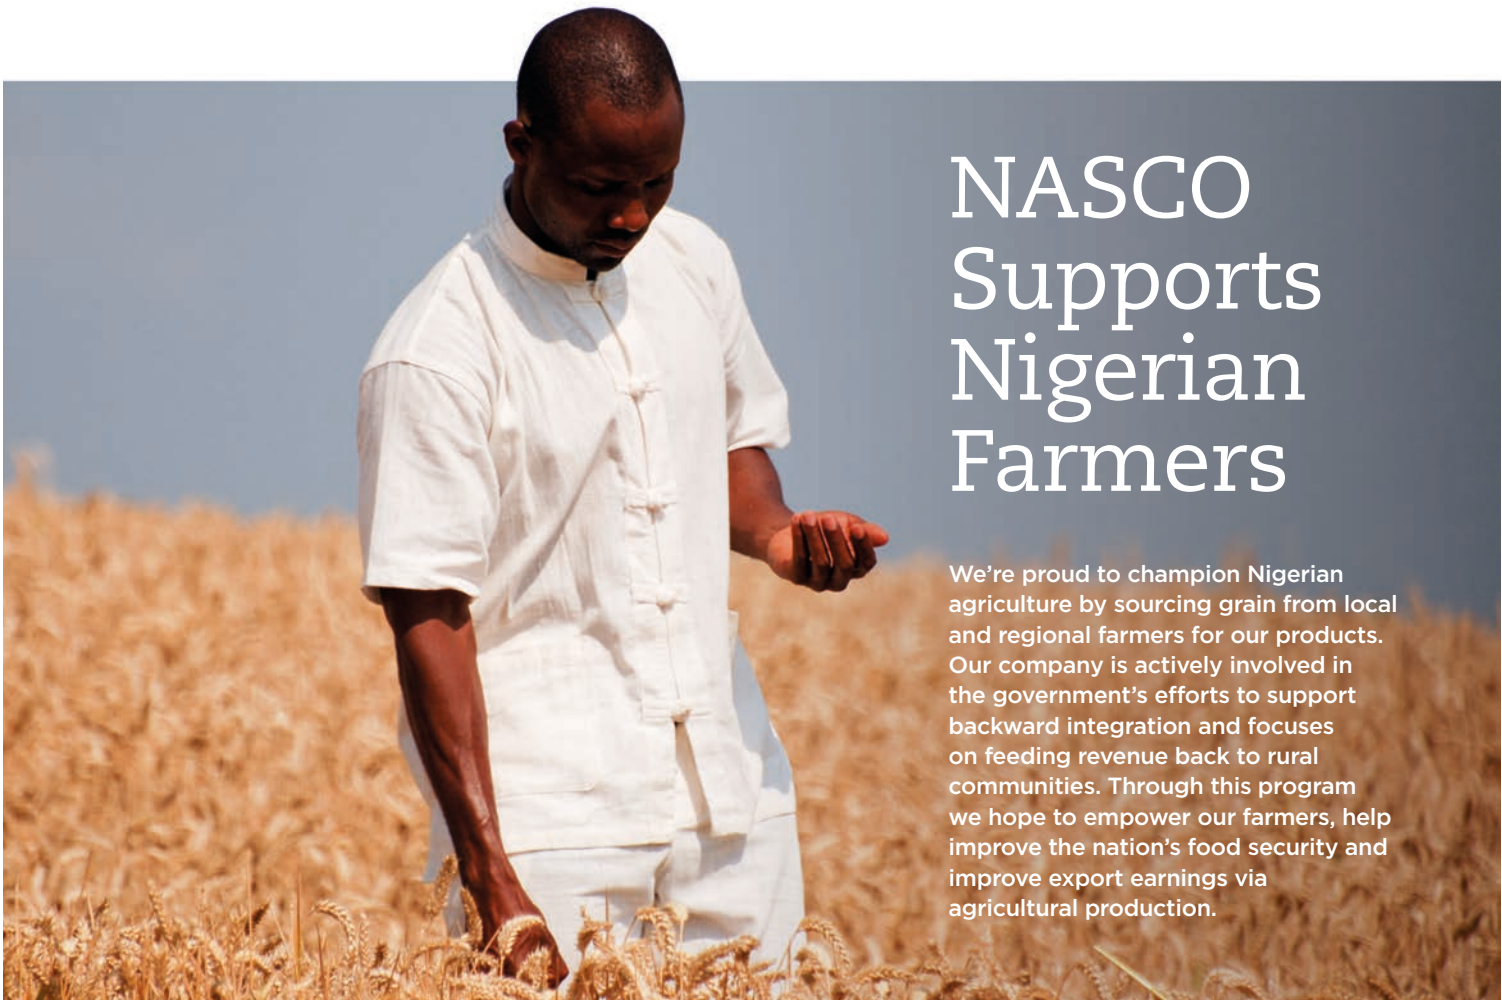 NASCO
Supports
Nigerian
Farmers
We’re proud to champion Nigerian
agriculture by sourcing grain from local
and regional farmers for our products.
Our company is actively involved in
the government’s efforts to support
backward integration and focuses
on feeding revenue back to rural
communities. Through this program
we hope to empower our farmers, help
improve the nation’s food security and
improve export earnings via
agricultural production.